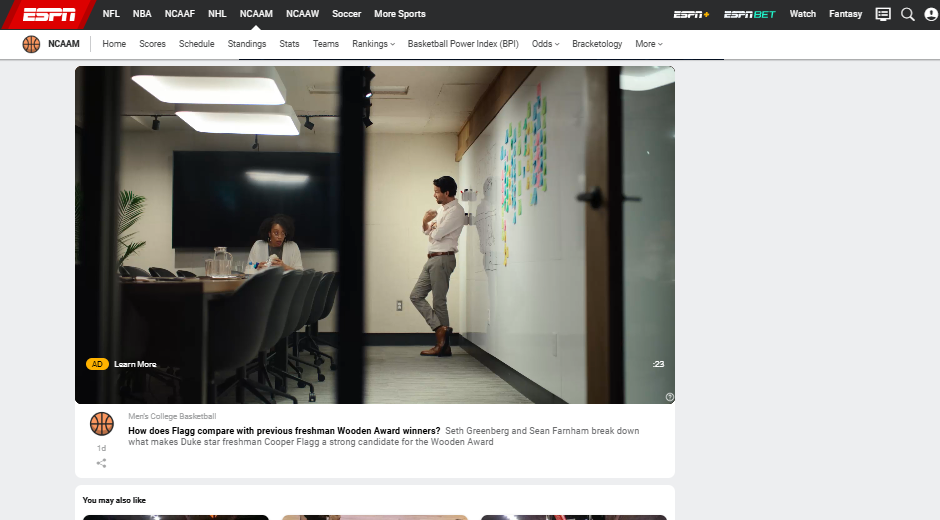 ESPN NFL NBA NCAAF NHL NCAAM NCAAW Soccer More Sports ESPN+ ESPN BET Watch Fantasy
NCAAM Home Scores Schedule Standings Stats Teams Rankings Basketball Power Index (BPI) Odds Bracketology More
AD Learn More :23
Men's College Basketball
How does Flagg compare with previous freshman Wooden Award winners? Seth Greenberg and Sean Farnham break down
what makes Duke star freshman Cooper Flagg a strong candidate for the Wooden Award
1d
You may also like